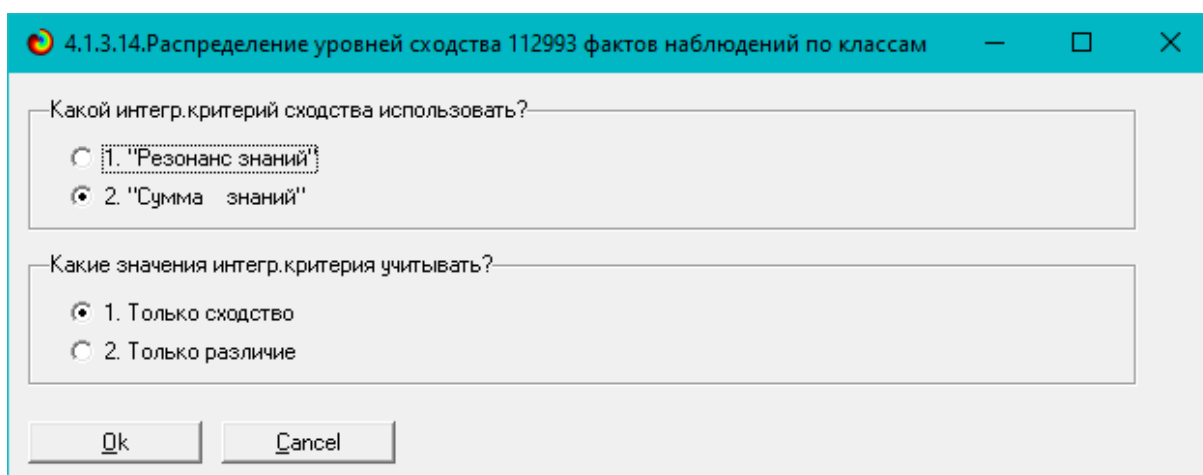 4.1.3.14.Распределение уровней сходства 112993 фактов наблюдений по классам
Какой интегр.критерий сходства использовать?
1. "Резонанс знаний"
2. "Сумма    знаний"
Какие значения интегр.критерия учитывать?
1. Только сходство
2. Только различие
Ok
Cancel